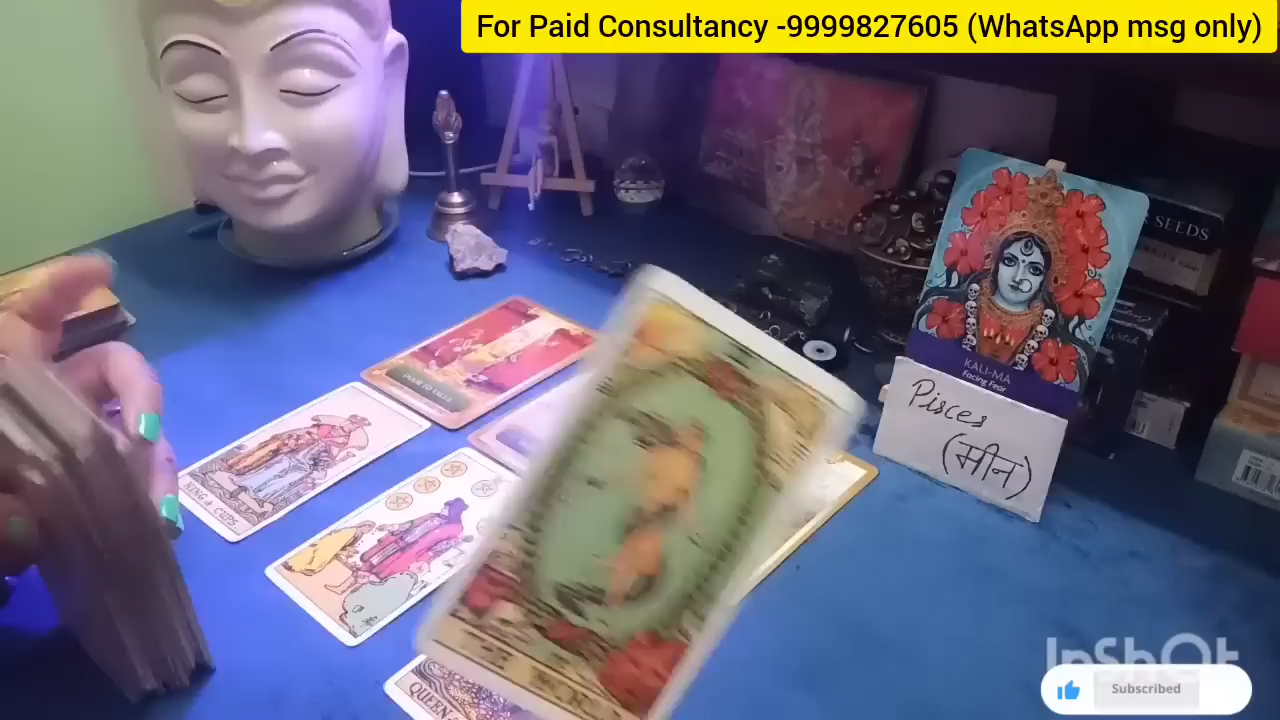 For Paid Consultancy -9999827605 (WhatsApp msg only)
SEEDS
KALI-MA
Facing Fear
Pisces
(मीन)
KING of CUPS
QUEEN
InShOt
Subscribed